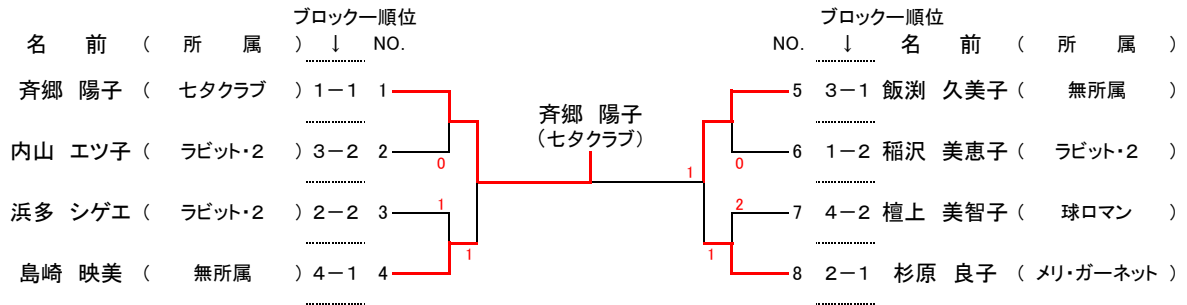 ブロックー順位 ブロックー順位
名 前 ( 所 属 ) ↓ NO. NO. ↓ 名 前 ( 所 属 )
斉郷 陽子 ( 七夕クラブ ) 1-1 1 5 3-1 飯渕 久美子 ( 無所属 )
斉郷 陽子
(七夕クラブ)
内山 エツ子 ( ラビット・2 ) 3-2 2 6 1-2 稲沢 美恵子 ( ラビット・2 )
0 0
1
浜多 シゲエ ( ラビット・2 ) 2-2 3 1 2 7 4-2 檀上 美智子 ( 球ロマン )
1 1
島崎 映美 ( 無所属 ) 4-1 4 8 2-1 杉原 良子 ( メリ・ガーネット )